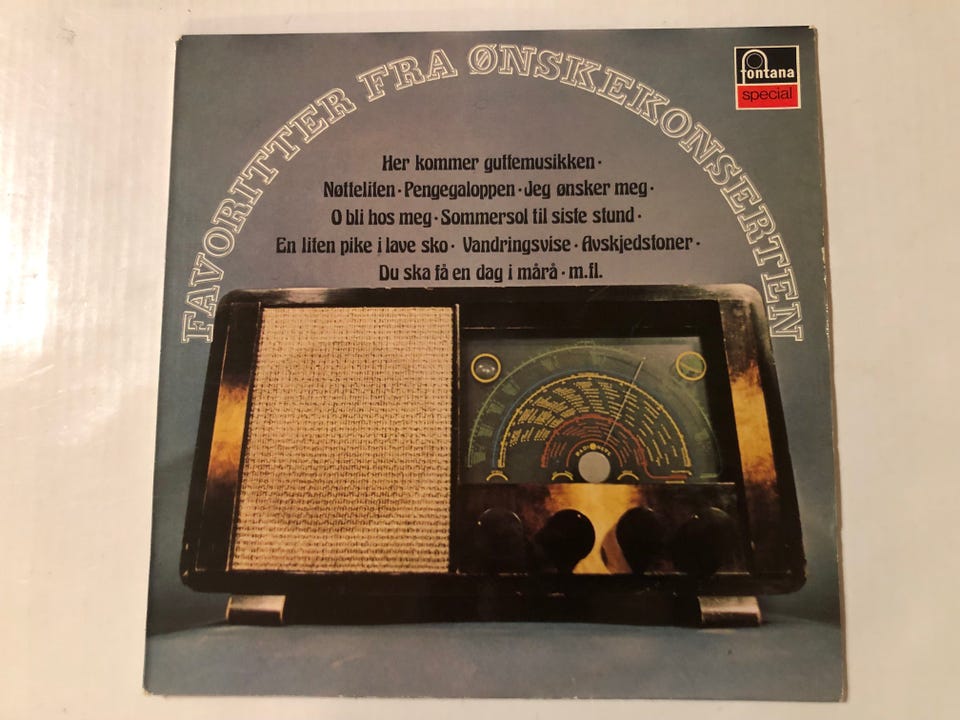 FAVORITTER FRA ØNSKEKONSERTEN
fontana
special
Her kommer guttemusikken ·
Nøtteliten · Pengegaloppen · Jeg ønsker meg ·
O bli hos meg · Sommersol til siste stund ·
En liten pike i lave sko · Vandringsvise · Avskjedstoner ·
Du ska få en dag i mårå · m.fl.